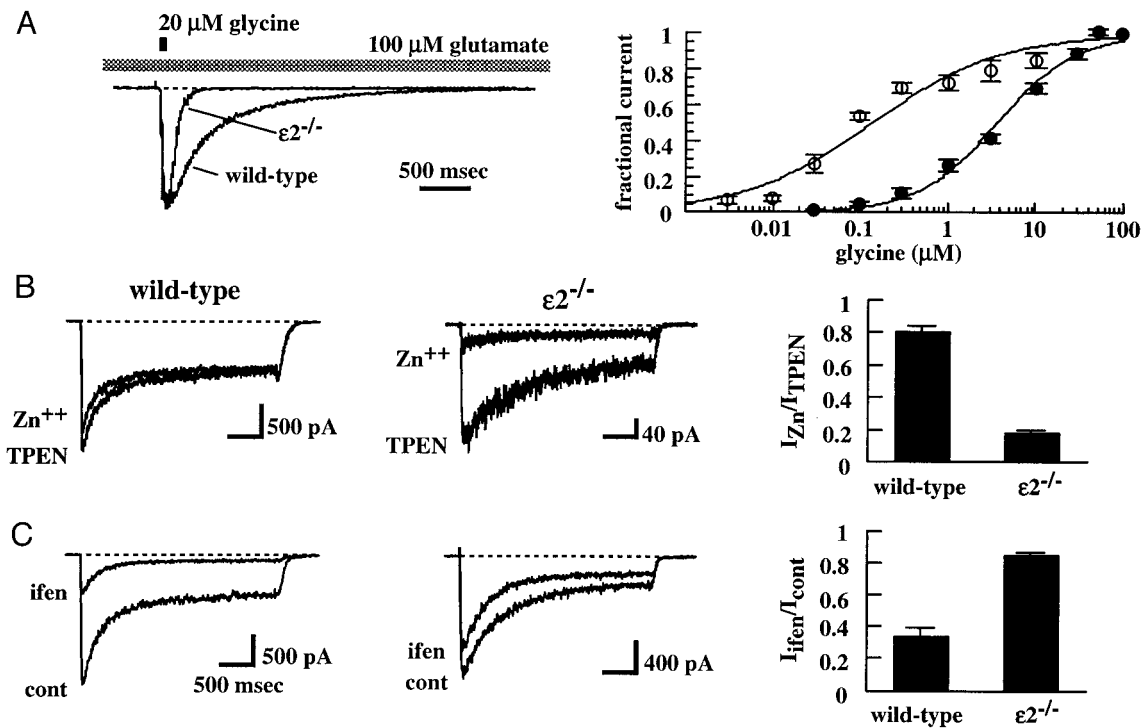 A
20 μM glycine
100 μM glutamate
ε2-/-
wild-type
500 msec
fractional current
1
0.8
0.6
0.4
0.2
0
0.01
0.1
1
10
100
glycine (μM)
B
wild-type
Zn++
TPEN
500 pA
ε2-/-
Zn++
TPEN
40 pA
IZn/ITPEN
1
0.8
0.6
0.4
0.2
0
wild-type
ε2-/-
C
ifen
cont
500 pA
500 msec
ifen
cont
400 pA
Iifen/Icont
1
0.8
0.6
0.4
0.2
0
wild-type
ε2-/-